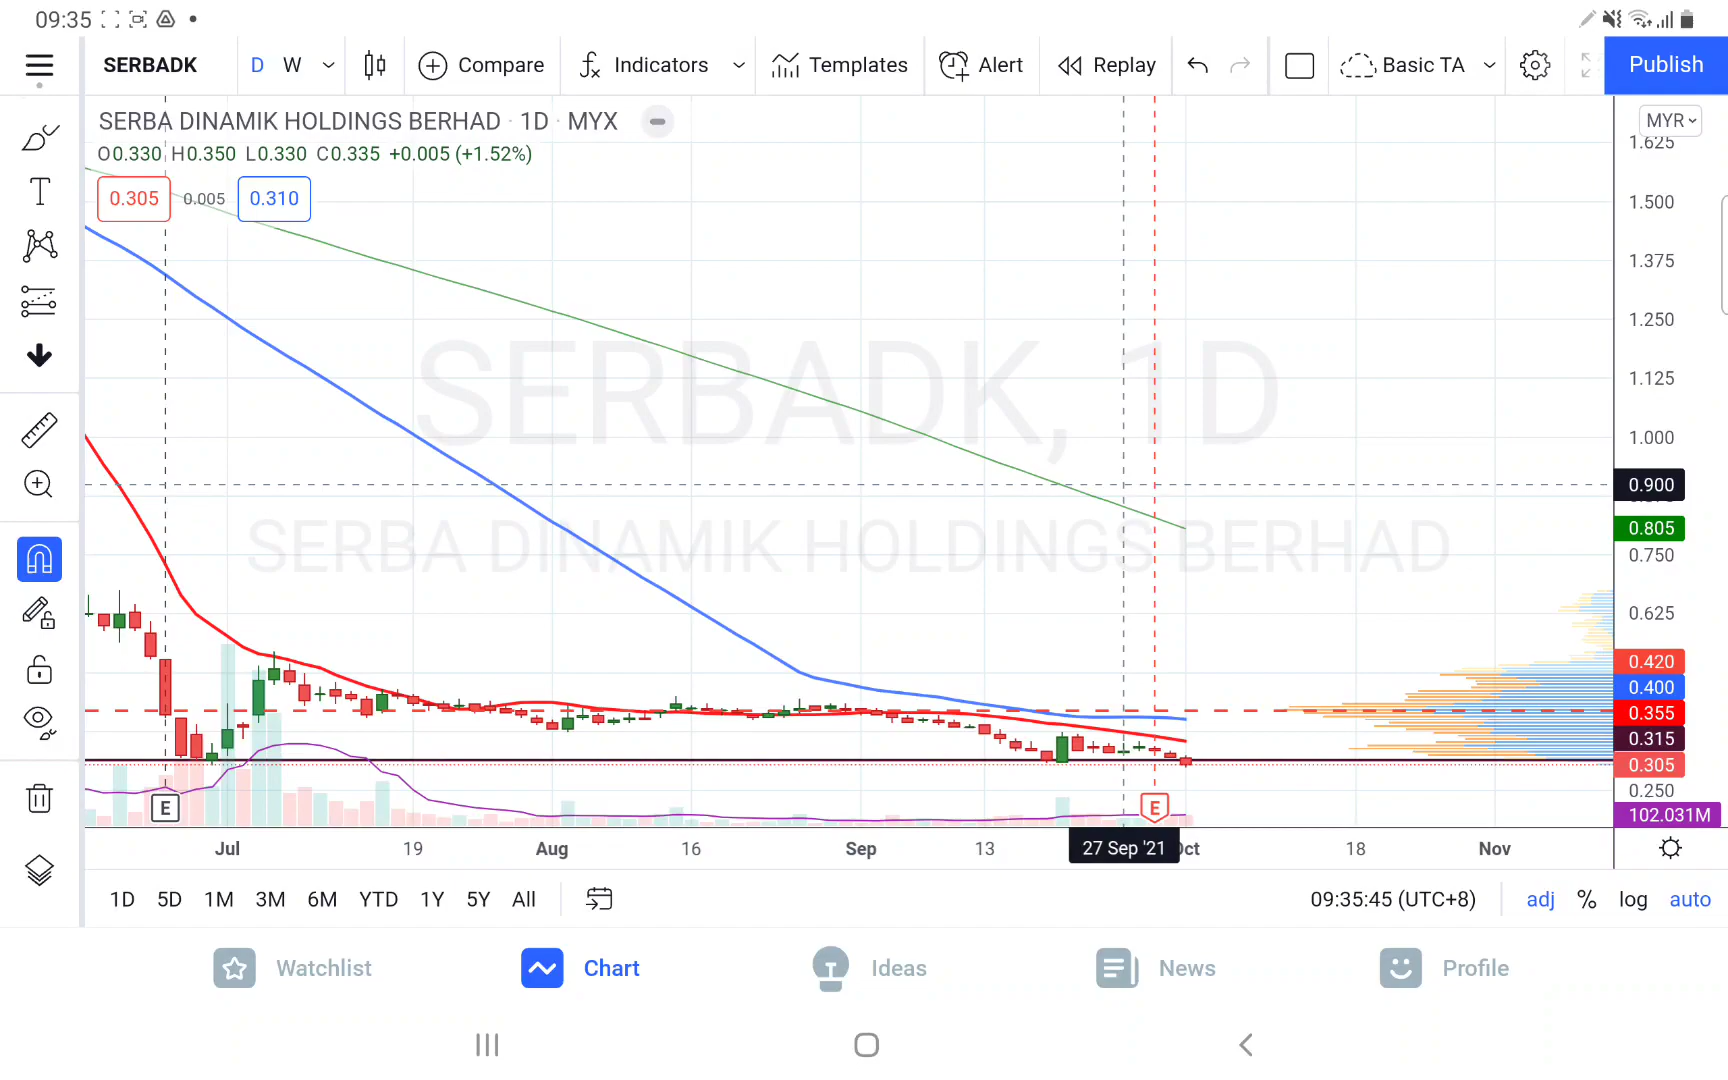 09:35
SERBADK D W Compare Indicators Templates Alert Replay Basic TA Publish
SERBA DINAMIK HOLDINGS BERHAD · 1D · MYX
O0.330 H0.350 L0.330 C0.335 +0.005 (+1.52%)
0.305 0.005 0.310
MYR
1.625
1.500
1.375
1.250
1.125
1.000
0.900
0.805
0.750
0.625
0.420
0.400
0.355
0.315
0.305
0.250
102.031M
SERBADK, 1D
SERBA DINAMIK HOLDINGS BERHAD
E E
Jul 19 Aug 16 Sep 13 27 Sep '21 Oct 18 Nov
1D 5D 1M 3M 6M YTD 1Y 5Y All 09:35:45 (UTC+8) adj % log auto
Watchlist Chart Ideas News Profile